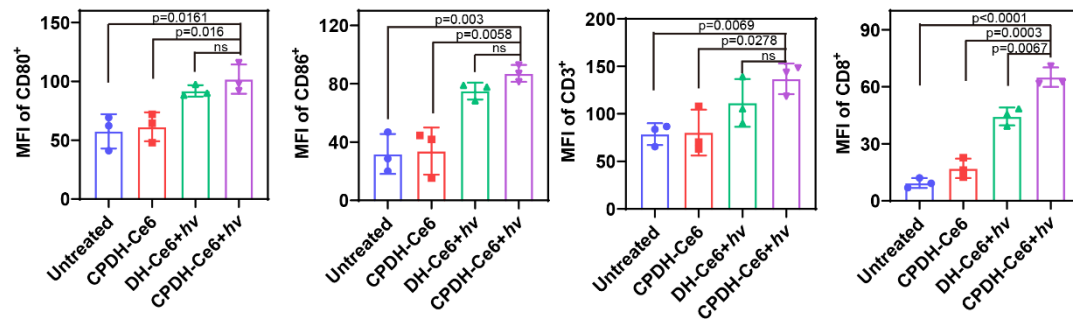 MFI of CD80⁺
150
100
50
0
p=0.0161
p=0.016
ns
Untreated
CPDH-Ce6
DH-Ce6+hv
CPDH-Ce6+hv
MFI of CD86⁺
120
80
40
0
p=0.003
p=0.0058
ns
Untreated
CPDH-Ce6
DH-Ce6+hv
CPDH-Ce6+hv
MFI of CD3⁺
200
150
100
50
0
p=0.0069
p=0.0278
ns
Untreated
CPDH-Ce6
DH-Ce6+hv
CPDH-Ce6+hv
MFI of CD8⁺
90
60
30
0
p<0.0001
p=0.0003
p=0.0067
Untreated
CPDH-Ce6
DH-Ce6+hv
CPDH-Ce6+hv